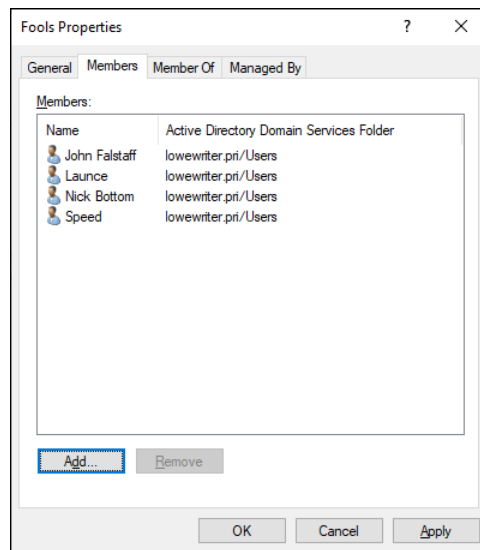 Fools Properties ? ×
General Members Member Of Managed By
Members:
Name Active Directory Domain Services Folder
John Falstaff lowewriter.pri/Users
Launce lowewriter.pri/Users
Nick Bottom lowewriter.pri/Users
Speed lowewriter.pri/Users
Add... Remove
OK Cancel Apply